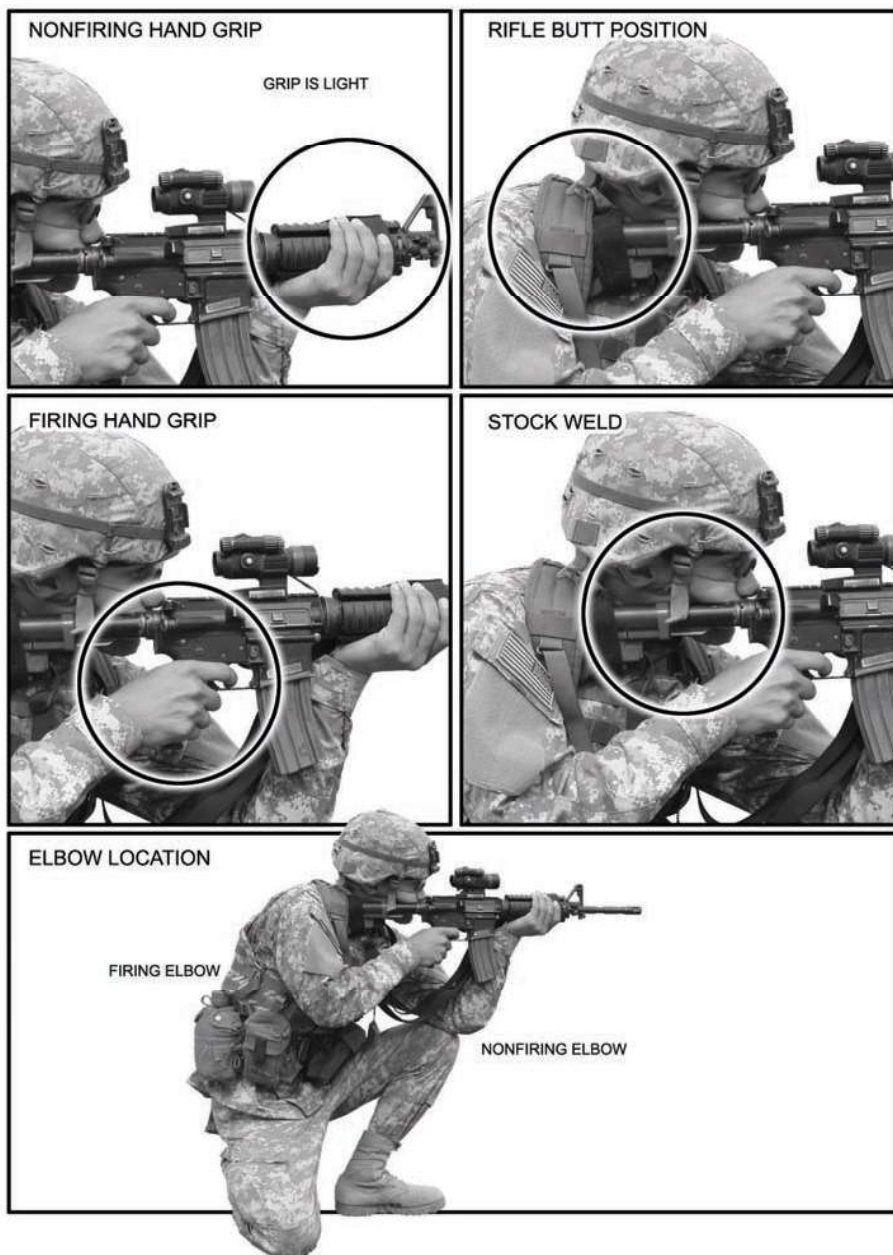 NONFIRING HAND GRIP
GRIP IS LIGHT
RIFLE BUTT POSITION
FIRING HAND GRIP
STOCK WELD
ELBOW LOCATION
FIRING ELBOW
NONFIRING ELBOW